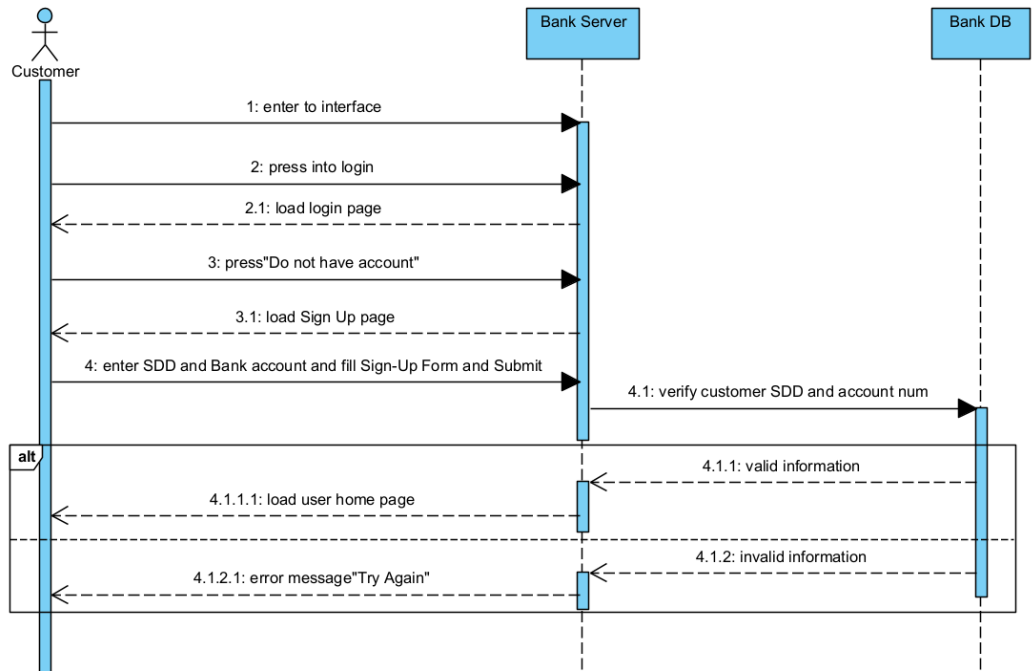 Bank Server
Bank DB
Customer
1: enter to interface
2: press into login
2.1: load login page
3: press"Do not have account"
3.1: load Sign Up page
4: enter SDD and Bank account and fill Sign-Up Form and Submit
4.1: verify customer SDD and account num
alt
4.1.1: valid information
4.1.1.1: load user home page
4.1.2: invalid information
4.1.2.1: error message"Try Again"